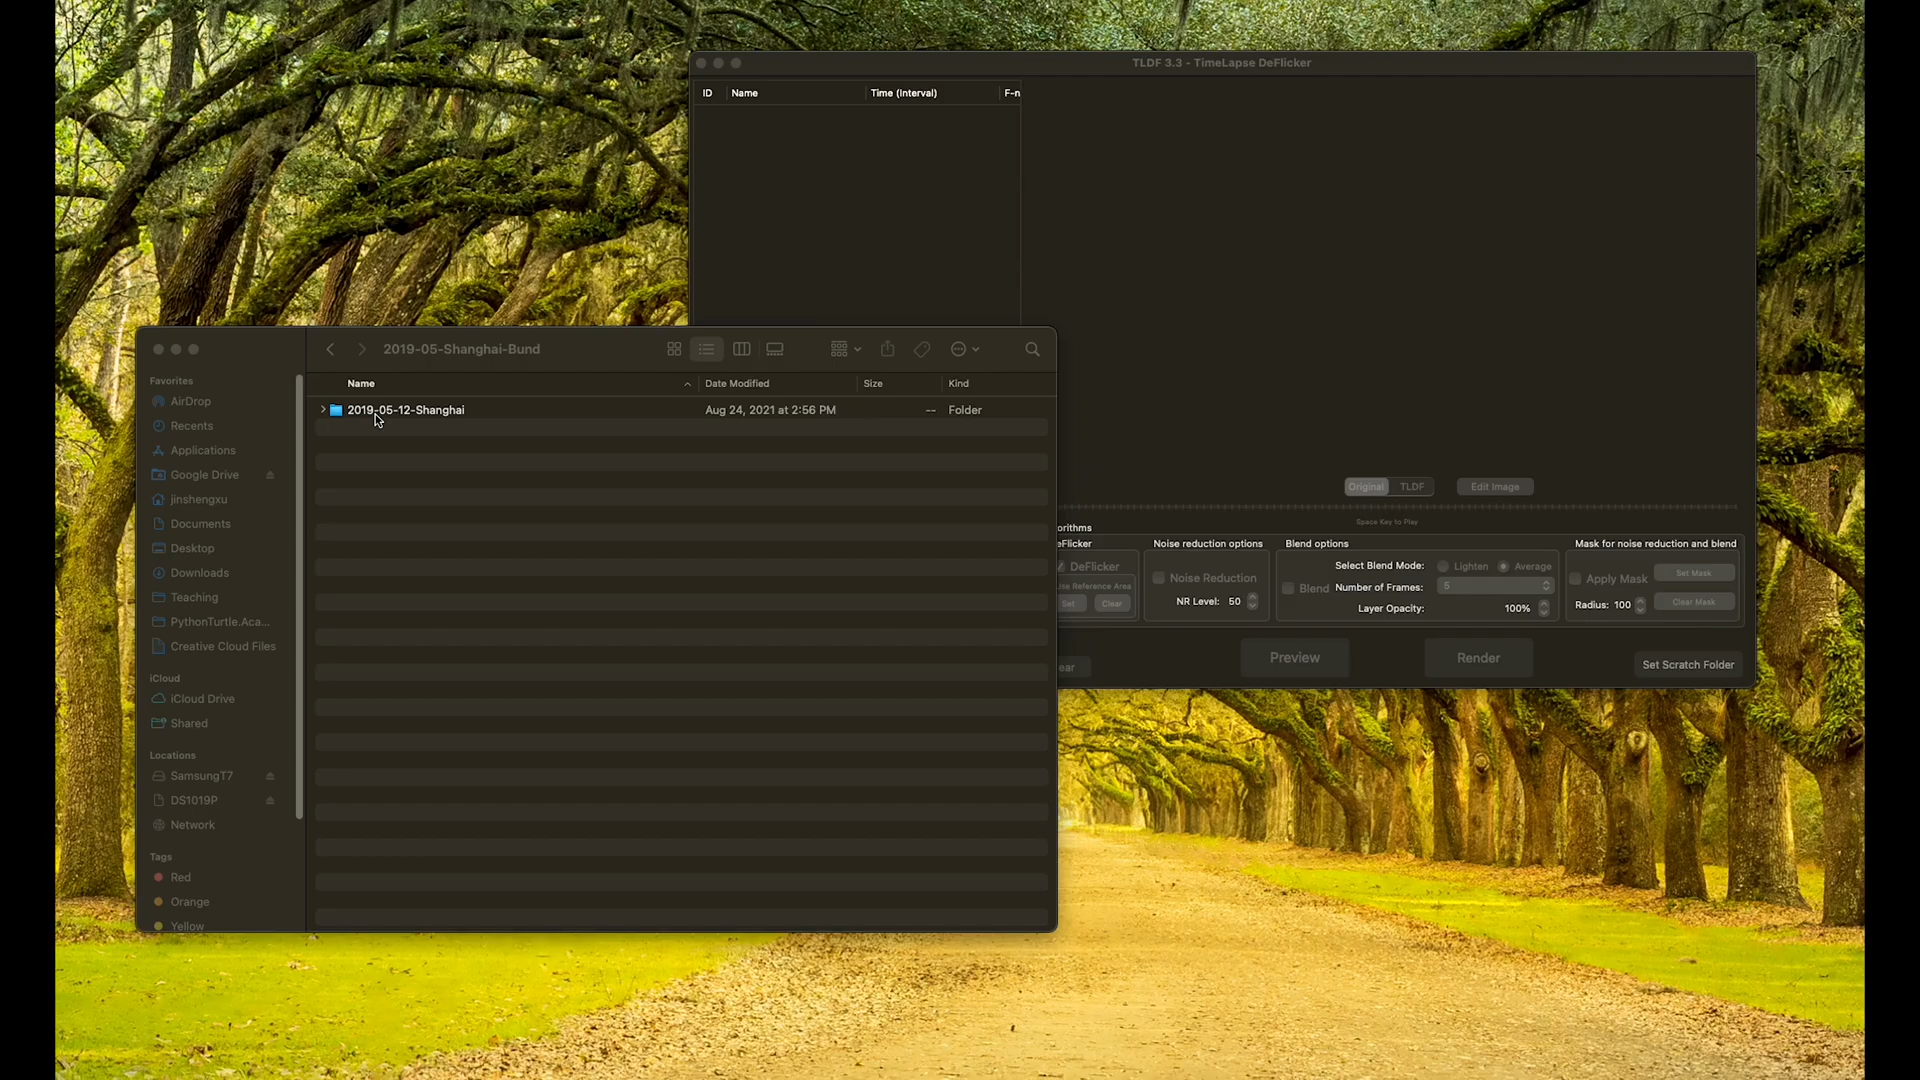 TLDF 3.3 - TimeLapse DeFlicker
ID Name Time (Interval) F-n
2019-05-Shanghai-Bund
Favorites
AirDrop
Recents
Applications
Google Drive
jinshengxu
Documents
Desktop
Downloads
Teaching
PythonTurtle.Aca...
Creative Cloud Files
iCloud
iCloud Drive
Shared
Locations
SamsungT7
DS1019P
Network
Tags
Red
Orange
Yellow
Name Date Modified Size Kind
2019-05-12-Shanghai Aug 24, 2021 at 2:56 PM -- Folder
Original TLDF Edit Image
Space Key to Play
orithms
eFlicker
DeFlicker
Use Reference Area
Set Clear
Noise reduction options
Noise Reduction
NR Level: 50
Blend options
Select Blend Mode: Lighten Average
Blend Number of Frames: 5
Layer Opacity: 100%
Mask for noise reduction and blend
Apply Mask Set Mask
Radius: 100 Clear Mask
ear Preview Render Set Scratch Folder